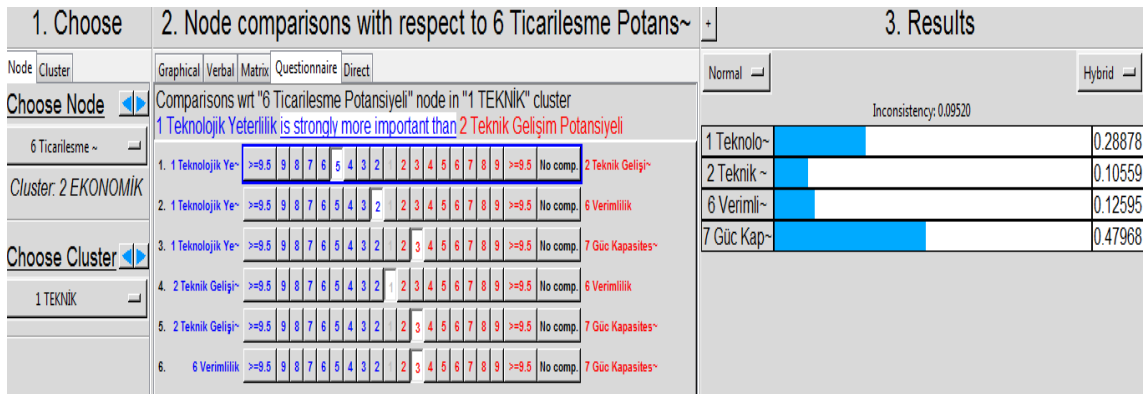 1. Choose
Node Cluster
Choose Node
6 Ticarilesme ~
Cluster: 2 EKONOMİK
Choose Cluster
1 TEKNİK
2. Node comparisons with respect to 6 Ticarilesme Potans~
Graphical Verbal Matrix Questionnaire Direct
Comparisons wrt "6 Ticarilesme Potansiyeli" node in "1 TEKNİK" cluster
1 Teknolojik Yeterlilik is strongly more important than 2 Teknik Gelişim Potansiyeli
1. 1 Teknolojik Ye~ >=9.5 9 8 7 6 5 4 3 2 1 2 3 4 5 6 7 8 9 >=9.5 No comp. 2 Teknik Gelişi~
2. 1 Teknolojik Ye~ >=9.5 9 8 7 6 5 4 3 2 1 2 3 4 5 6 7 8 9 >=9.5 No comp. 6 Verimlilik
3. 1 Teknolojik Ye~ >=9.5 9 8 7 6 5 4 3 2 1 2 3 4 5 6 7 8 9 >=9.5 No comp. 7 Güc Kapasites~
4. 2 Teknik Gelişi~ >=9.5 9 8 7 6 5 4 3 2 1 2 3 4 5 6 7 8 9 >=9.5 No comp. 6 Verimlilik
5. 2 Teknik Gelişi~ >=9.5 9 8 7 6 5 4 3 2 1 2 3 4 5 6 7 8 9 >=9.5 No comp. 7 Güc Kapasites~
6. 6 Verimlilik >=9.5 9 8 7 6 5 4 3 2 1 2 3 4 5 6 7 8 9 >=9.5 No comp. 7 Güc Kapasites~
+
3. Results
Normal Hybrid
Inconsistency: 0.09520
1 Teknolo~ 0.28878
2 Teknik ~ 0.10559
6 Verimli~ 0.12595
7 Güc Kap~ 0.47968